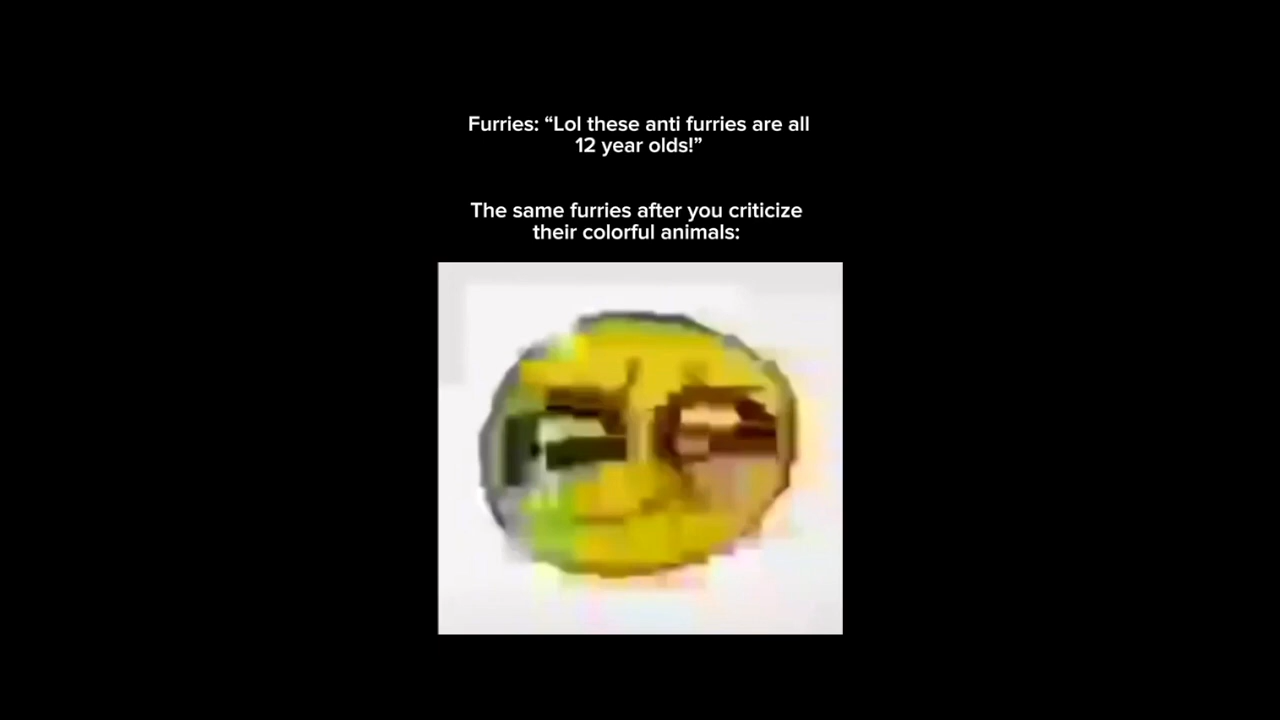 Furries: “Lol these anti furries are all
12 year olds!”
The same furries after you criticize
their colorful animals: